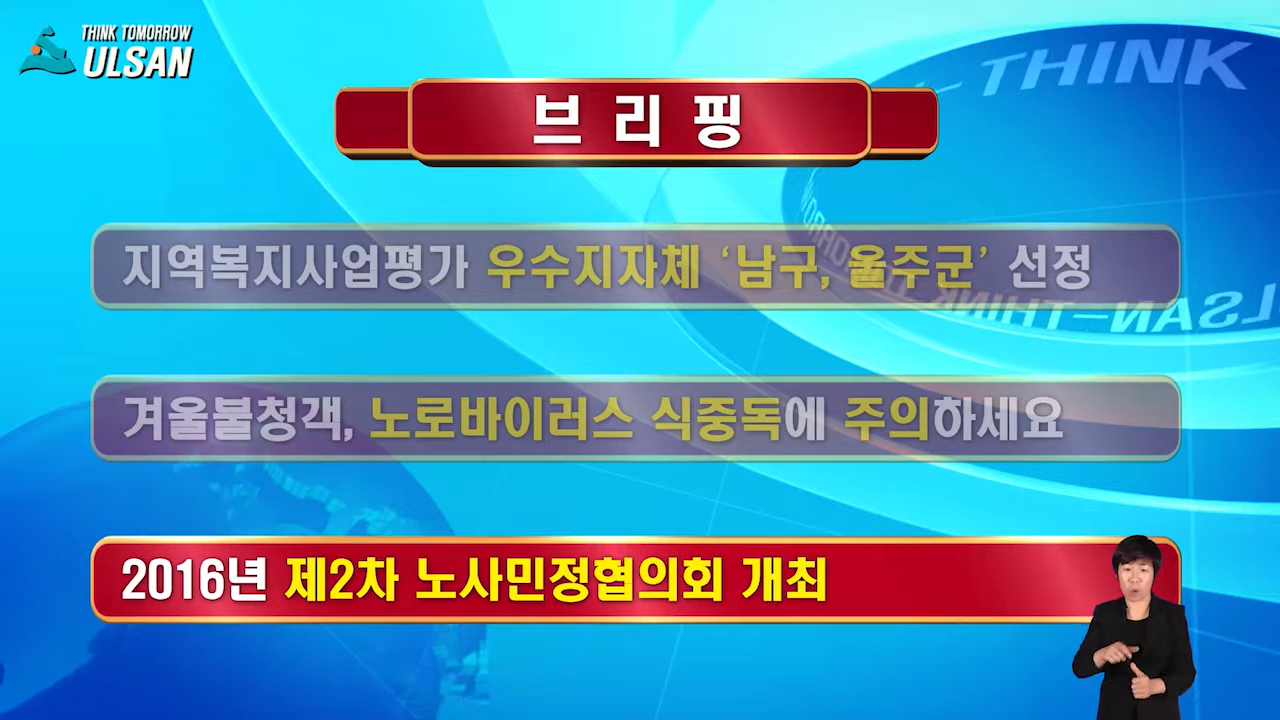 THINK TOMORROW
ULSAN
THINK
브리핑
지역복지사업평가 우수지자체 ‘남구, 울주군’ 선정
LSAN-THINK
겨울불청객, 노로바이러스 식중독에 주의하세요
2016년 제2차 노사민정협의회 개최